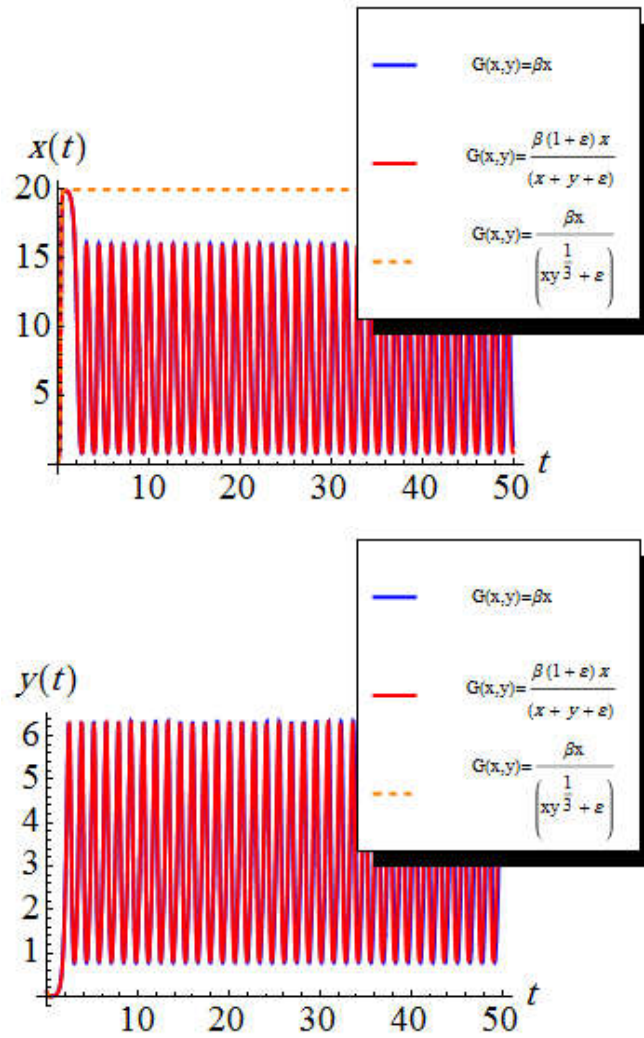 G(x,y)=βx
G(x,y)= β(1+ε)x / (x+y+ε)
G(x,y)= βx / (xy^(1/3)+ε)
x(t)
20
15
10
5
10 20 30 40 50 t
G(x,y)=βx
G(x,y)= β(1+ε)x / (x+y+ε)
G(x,y)= βx / (xy^(1/3)+ε)
y(t)
6
5
4
3
2
1
10 20 30 40 50 t